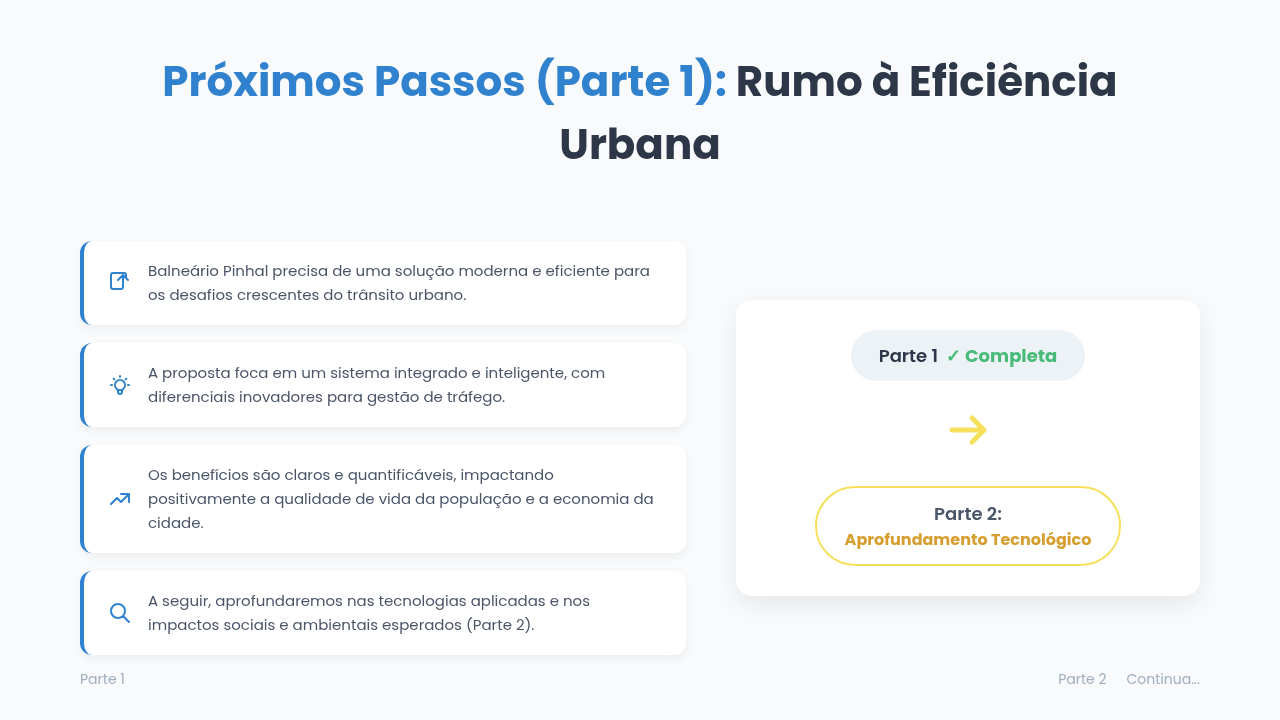 Próximos Passos (Parte 1): Rumo à Eficiência
Urbana
Balneário Pinhal precisa de uma solução moderna e eficiente para
os desafios crescentes do trânsito urbano.
A proposta foca em um sistema integrado e inteligente, com
diferenciais inovadores para gestão de tráfego.
Os benefícios são claros e quantificáveis, impactando
positivamente a qualidade de vida da população e a economia da
cidade.
A seguir, aprofundaremos nas tecnologias aplicadas e nos
impactos sociais e ambientais esperados (Parte 2).
Parte 1 ✓ Completa
Parte 2:
Aprofundamento Tecnológico
Parte 1
Parte 2 Continua...